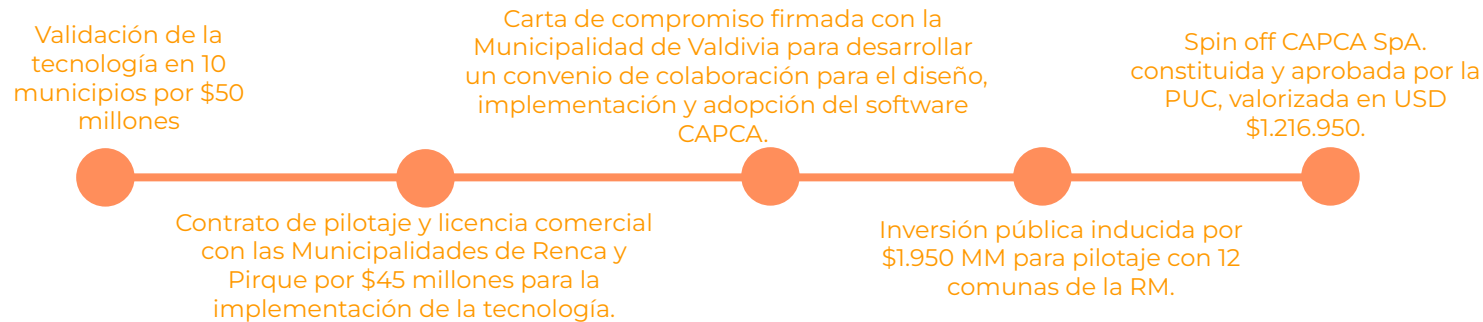 Validación de la
tecnología en 10
municipios por $50
millones
Contrato de pilotaje y licencia comercial
con las Municipalidades de Renca y
Pirque por $45 millones para la
implementación de la tecnología.
Carta de compromiso firmada con la
Municipalidad de Valdivia para desarrollar
un convenio de colaboración para el diseño,
implementación y adopción del software
CAPCA.
Inversión pública inducida por
$1.950 MM para pilotaje con 12
comunas de la RM.
Spin off CAPCA SpA.
constituida y aprobada por la
PUC, valorizada en USD
$1.216.950.